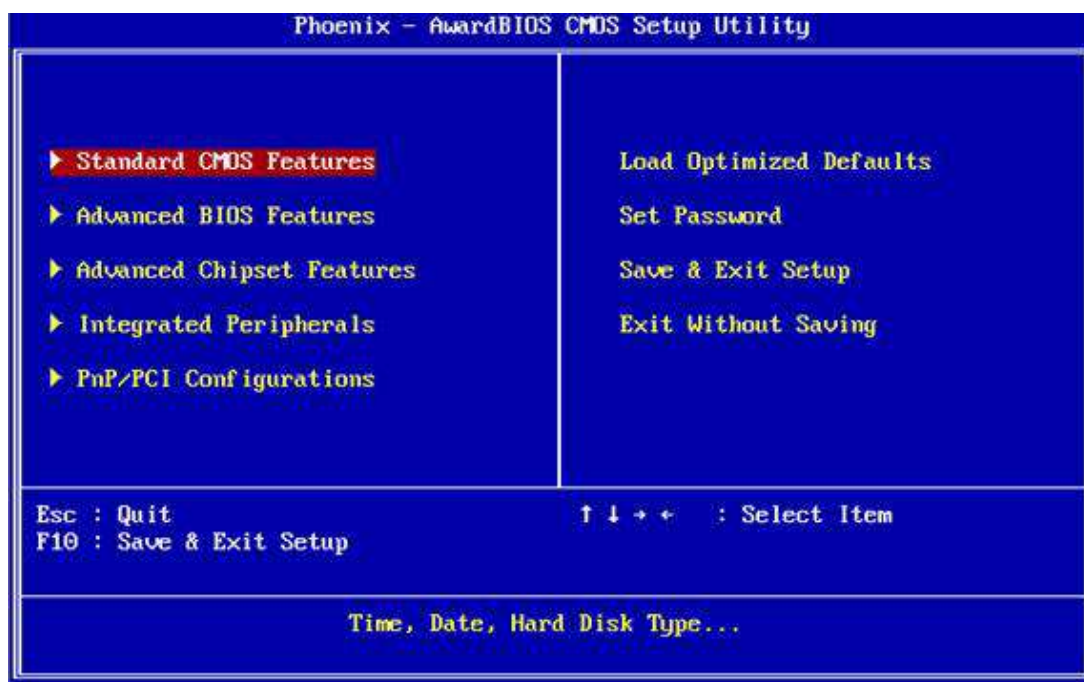 Phoenix - AwardBIOS CMOS Setup Utility
▶ Standard CMOS Features
▶ Advanced BIOS Features
▶ Advanced Chipset Features
▶ Integrated Peripherals
▶ PnP/PCI Configurations
Load Optimized Defaults
Set Password
Save & Exit Setup
Exit Without Saving
Esc : Quit
F10 : Save & Exit Setup
↑ ↓ → ← : Select Item
Time, Date, Hard Disk Type...